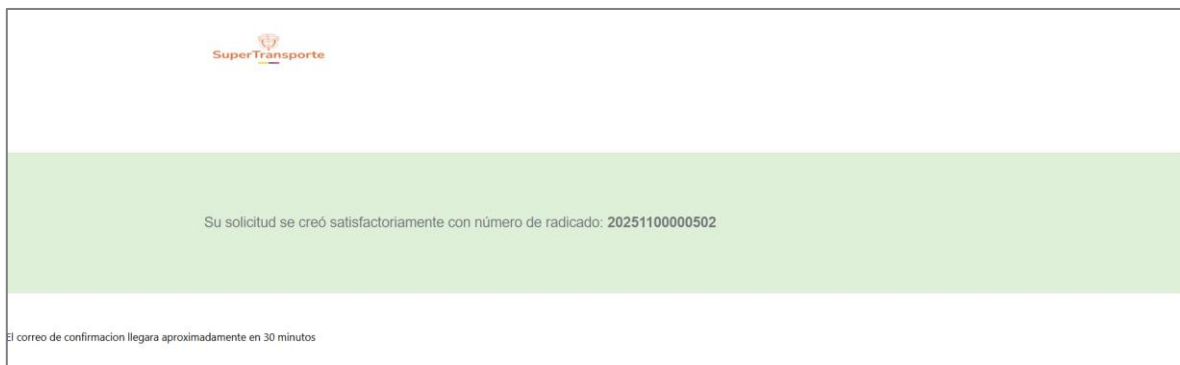 SuperTransporte
Su solicitud se creó satisfactoriamente con número de radicado: 20251100000502
El correo de confirmacion llegara aproximadamente en 30 minutos